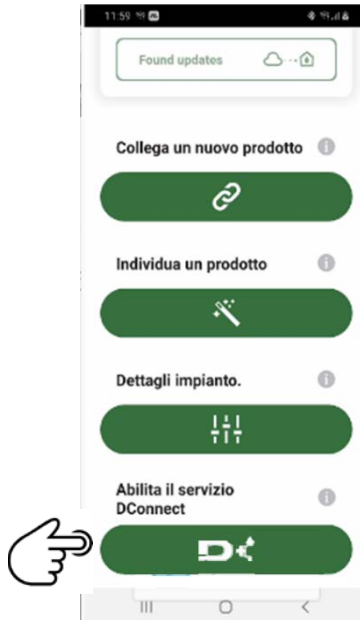 11:59
Found updates
Collega un nuovo prodotto
Individua un prodotto
Dettagli impianto.
Abilita il servizio
DConnect